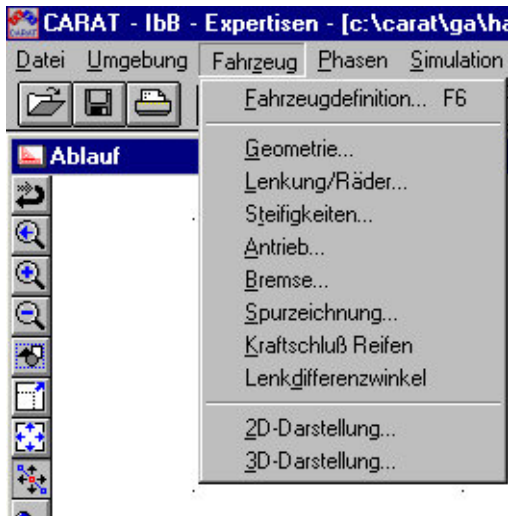 CARAT - IbB - Expertisen - [c:\carat\ga\ha
Datei Umgebung Fahrzeug Phasen Simulation
Fahrzeugdefinition... F6
Ablauf
Geometrie...
Lenkung/Räder...
Steifigkeiten...
Antrieb...
Bremse...
Spurzeichnung...
Kraftschluß Reifen
Lenkdifferenzwinkel
2D-Darstellung...
3D-Darstellung...